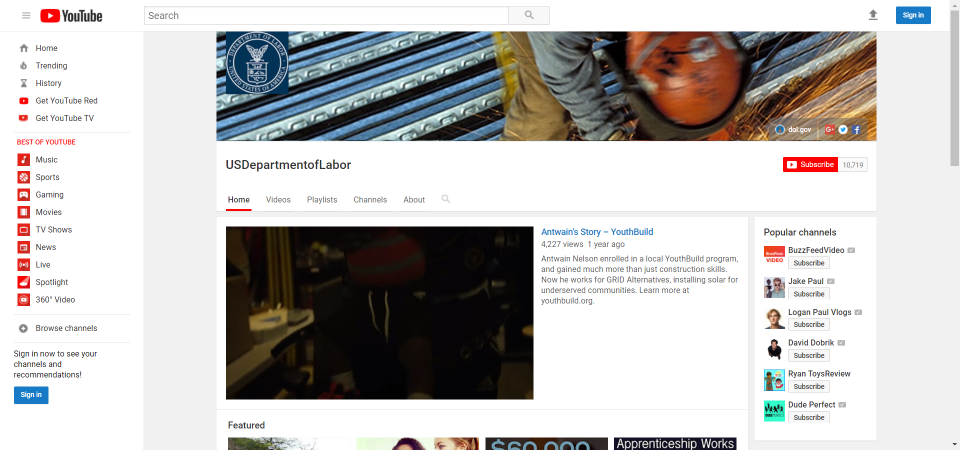 YouTube
Search
Sign in
Home
Trending
History
Get YouTube Red
Get YouTube TV
BEST OF YOUTUBE
Music
Sports
Gaming
Movies
TV Shows
News
Live
Spotlight
360° Video
Browse channels
Sign in now to see your
channels and
recommendations!
Sign in
DEPARTMENT OF LABOR
UNITED STATES OF AMERICA
dol.gov
USDepartmentofLabor
Subscribe 10,719
Home Videos Playlists Channels About
Antwain's Story – YouthBuild
4,227 views 1 year ago
Antwain Nelson enrolled in a local YouthBuild program,
and gained much more than just construction skills.
Now he works for GRID Alternatives, installing solar for
underserved communities. Learn more at
youthbuild.org.
Featured
$60,000
Apprenticeship Works
Popular channels
BuzzFeed
VIDEO
BuzzFeedVideo
Subscribe
Jake Paul
Subscribe
Logan Paul Vlogs
Subscribe
David Dobrik
Subscribe
Ryan ToysReview
Subscribe
Dude Perfect
Subscribe